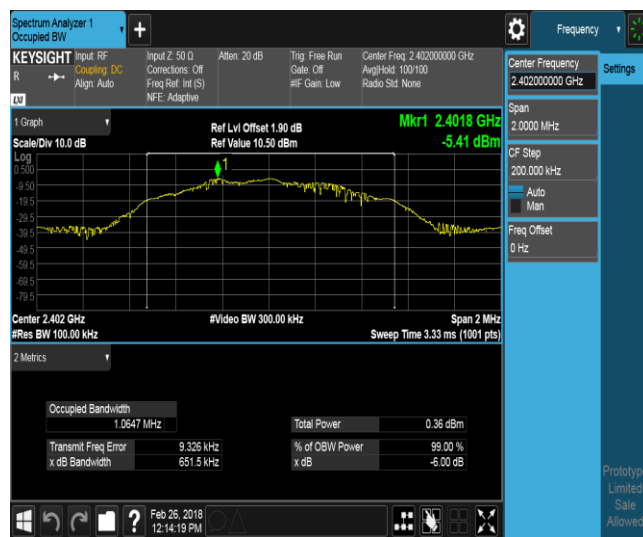 Spectrum Analyzer 1
Occupied BW
+
Frequency
KEYSIGHT
R
LXI
Input: RF
Coupling: DC
Align: Auto
Input Z: 50 Ω
Corrections: Off
Freq Ref: Int (S)
NFE: Adaptive
Atten: 20 dB
Trig: Free Run
Gate: Off
#IF Gain: Low
Center Freq: 2.402000000 GHz
Avg|Hold: 100/100
Radio Std: None
Center Frequency
2.402000000 GHz
Settings
Span
2.0000 MHz
CF Step
200.000 kHz
Auto
Man
Freq Offset
0 Hz
1 Graph
Scale/Div 10.0 dB
Ref Lvl Offset 1.90 dB
Ref Value 10.50 dBm
Mkr1 2.4018 GHz
-5.41 dBm
Log
0.500
-9.50
-19.5
-29.5
-39.5
-49.5
-59.5
-69.5
-79.5
1
Center 2.402 GHz
#Video BW 300.00 kHz
Span 2 MHz
#Res BW 100.00 kHz
Sweep Time 3.33 ms (1001 pts)
2 Metrics
Occupied Bandwidth
1.0647 MHz
Total Power 0.36 dBm
Transmit Freq Error 9.326 kHz
% of OBW Power 99.00 %
x dB Bandwidth 651.5 kHz
x dB -6.00 dB
Prototype
Limited
Sale
Allowed
?
Feb 26, 2018
12:14:19 PM